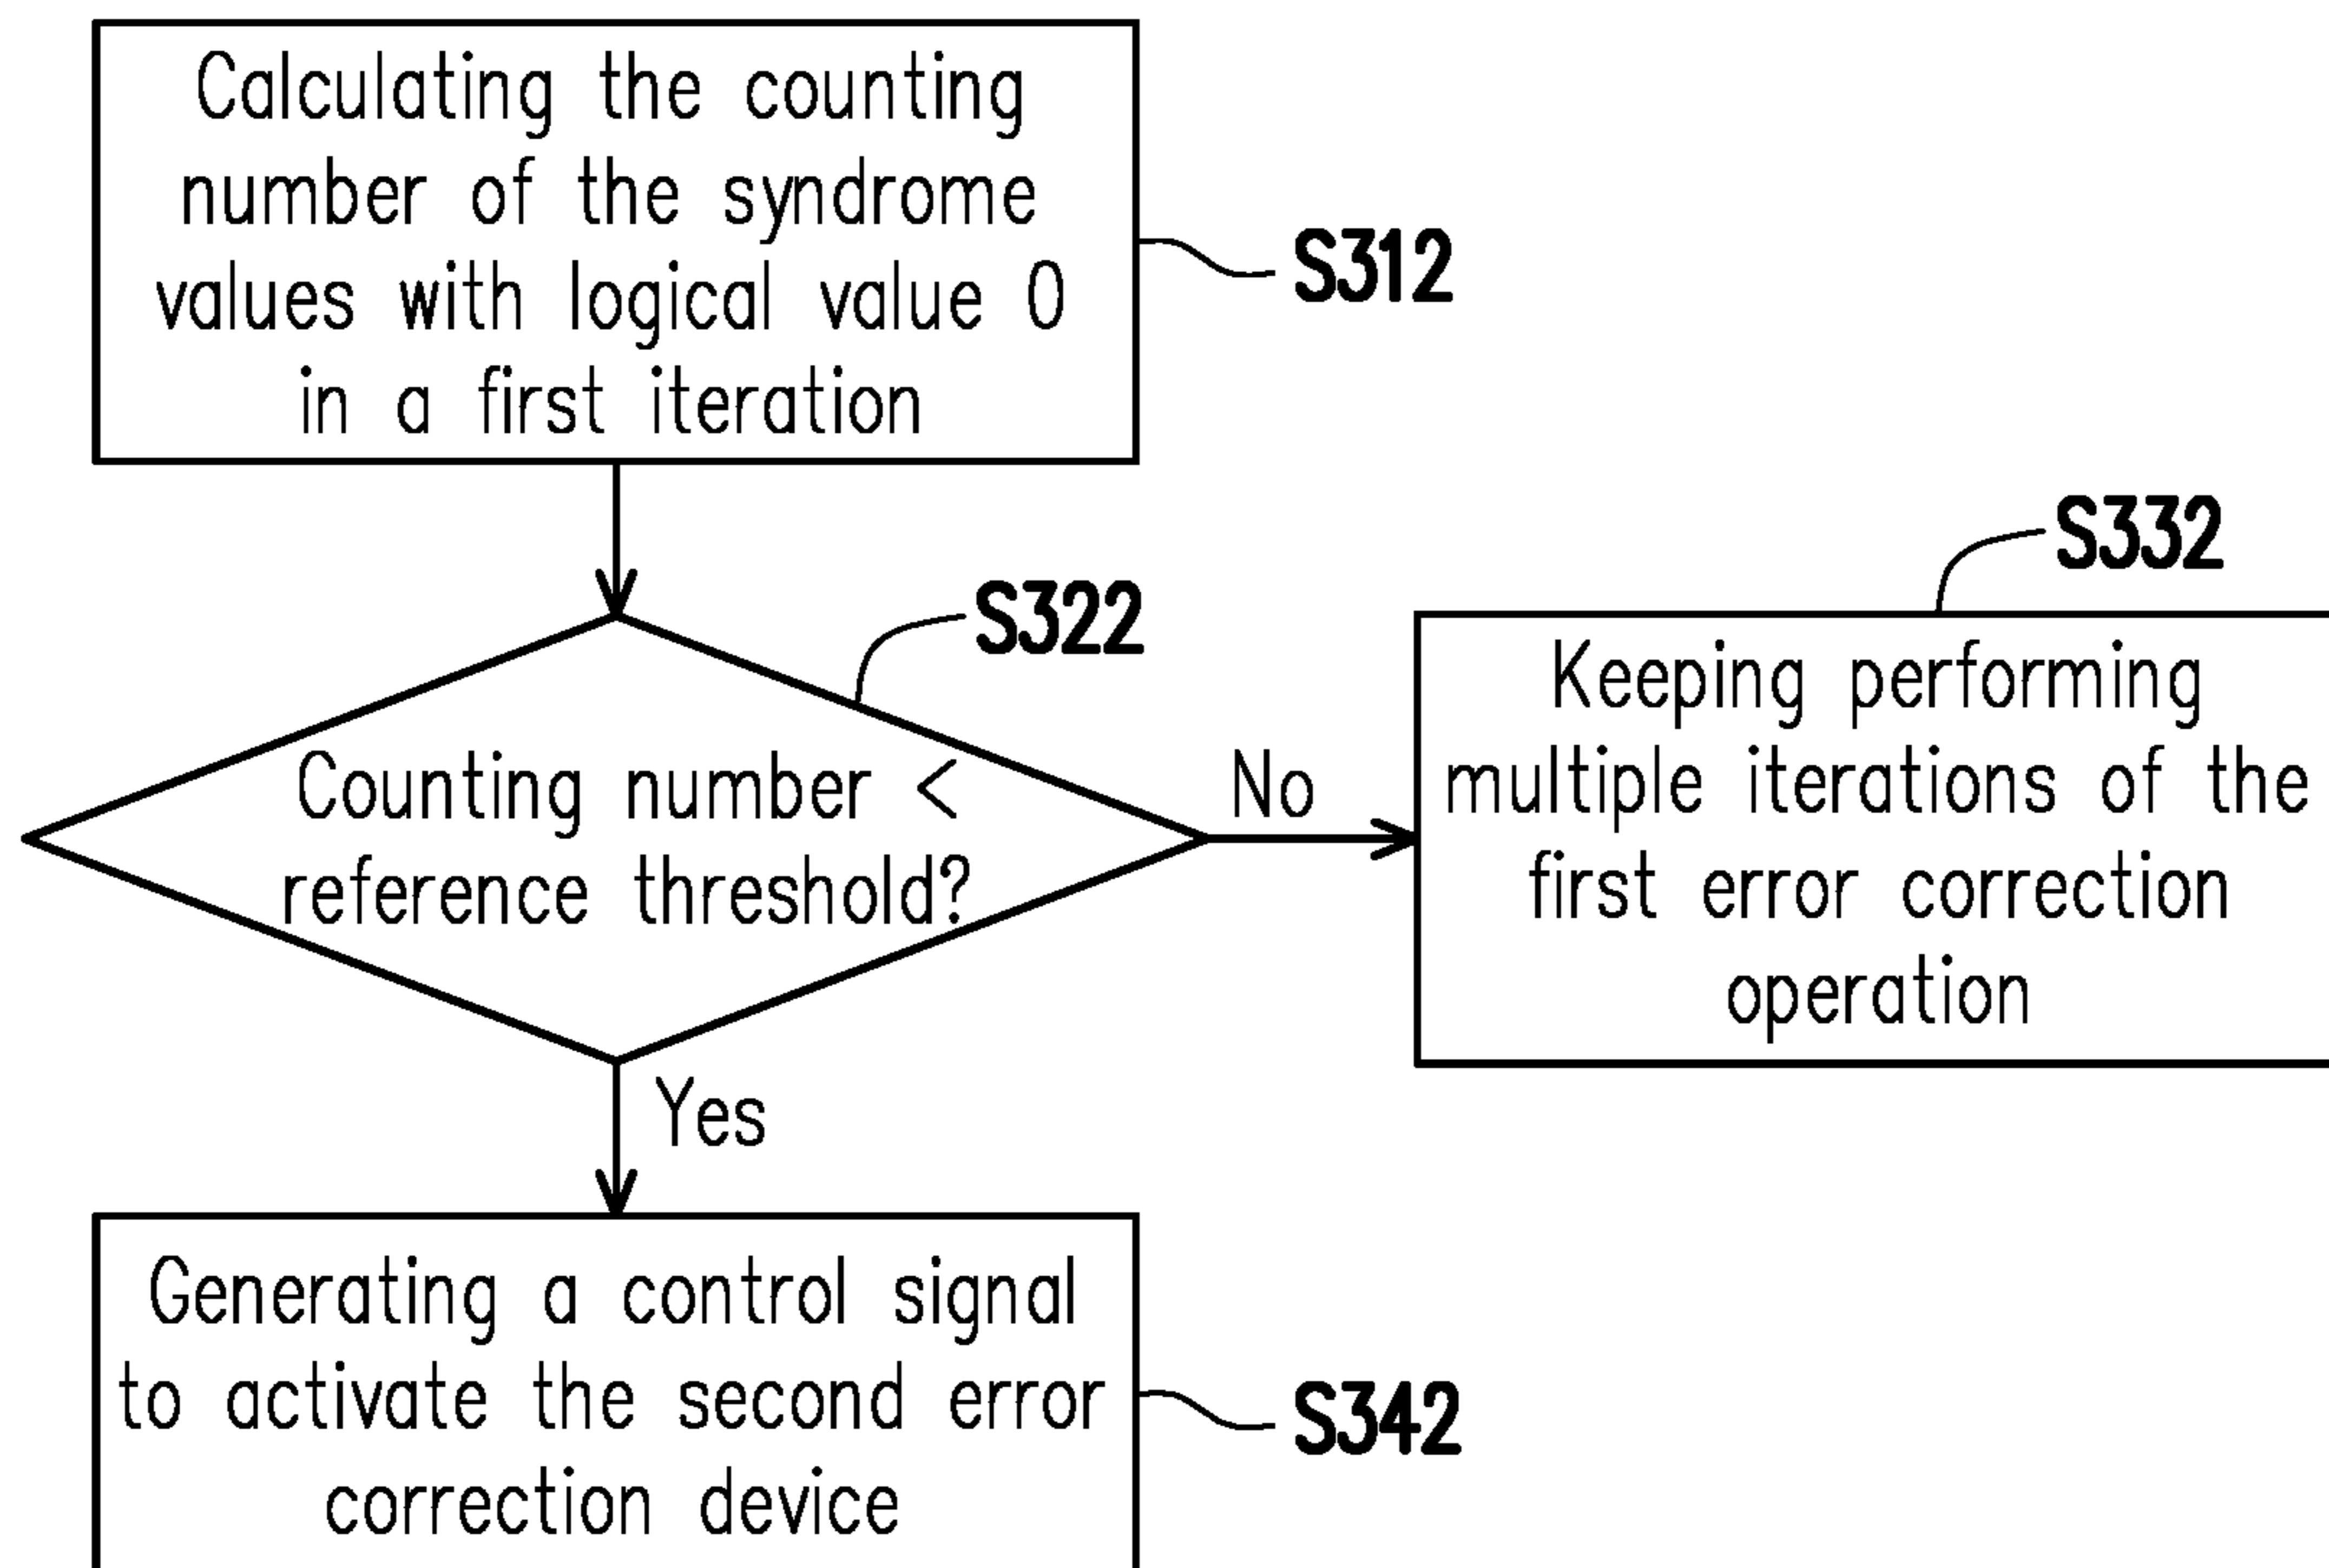 Calculating the counting
number of the syndrome
values with logical value 0
in a first iteration
S312
S322
Counting number <
reference threshold?
No
S332
Keeping performing
multiple iterations of the
first error correction
operation
Yes
Generating a control signal
to activate the second error
correction device
S342